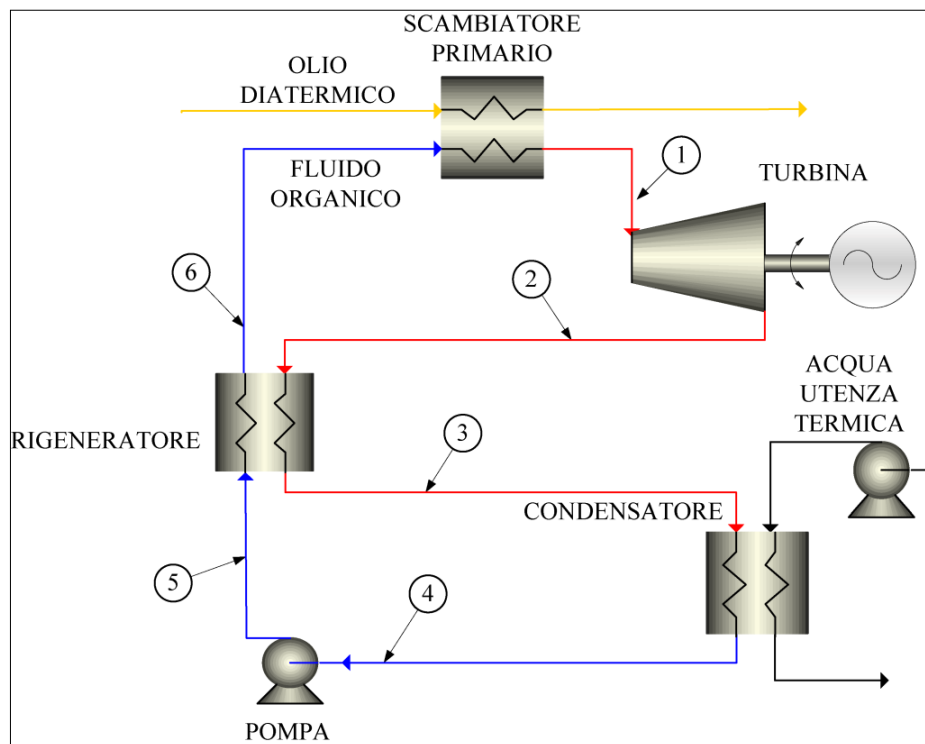 SCAMBIATORE
PRIMARIO
OLIO
DIATERMICO
FLUIDO
ORGANICO
1
TURBINA
6
2
ACQUA
UTENZA
TERMICA
RIGENERATORE
3
CONDENSATORE
5
4
POMPA